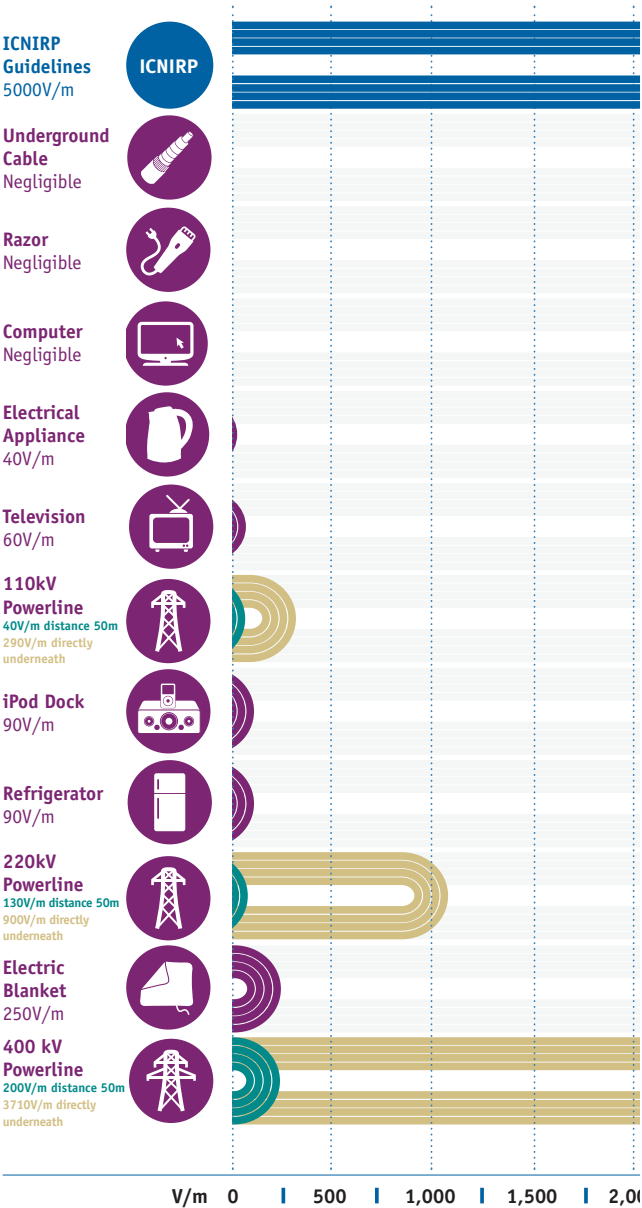 ICNIRP
Guidelines
5000V/m
ICNIRP
Underground
Cable
Negligible
Razor
Negligible
Computer
Negligible
Electrical
Appliance
40V/m
Television
60V/m
110kV
Powerline
40V/m distance 50m
290V/m directly
underneath
iPod Dock
90V/m
Refrigerator
90V/m
220kV
Powerline
130V/m distance 50m
900V/m directly
underneath
Electric
Blanket
250V/m
400 kV
Powerline
200V/m distance 50m
3710V/m directly
underneath
V/m 0 500 1,000 1,500 2,00